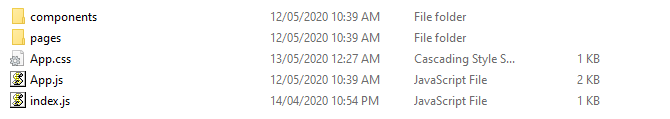 components 12/05/2020 10:39 AM File folder
pages 12/05/2020 10:39 AM File folder
App.css 13/05/2020 12:27 AM Cascading Style S... 1 KB
App.js 12/05/2020 10:39 AM JavaScript File 2 KB
index.js 14/04/2020 10:54 PM JavaScript File 1 KB